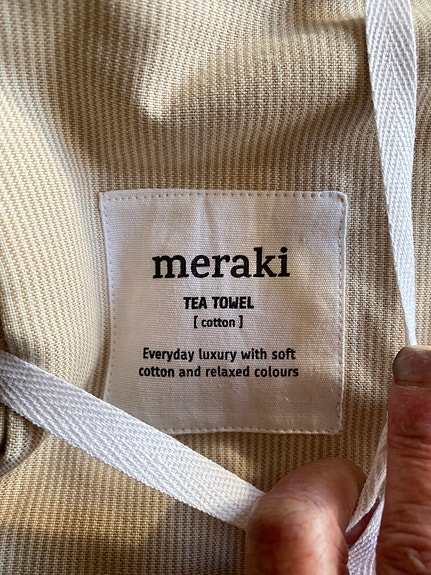 meraki
TEA TOWEL
[ cotton ]
Everyday luxury with soft
cotton and relaxed colours